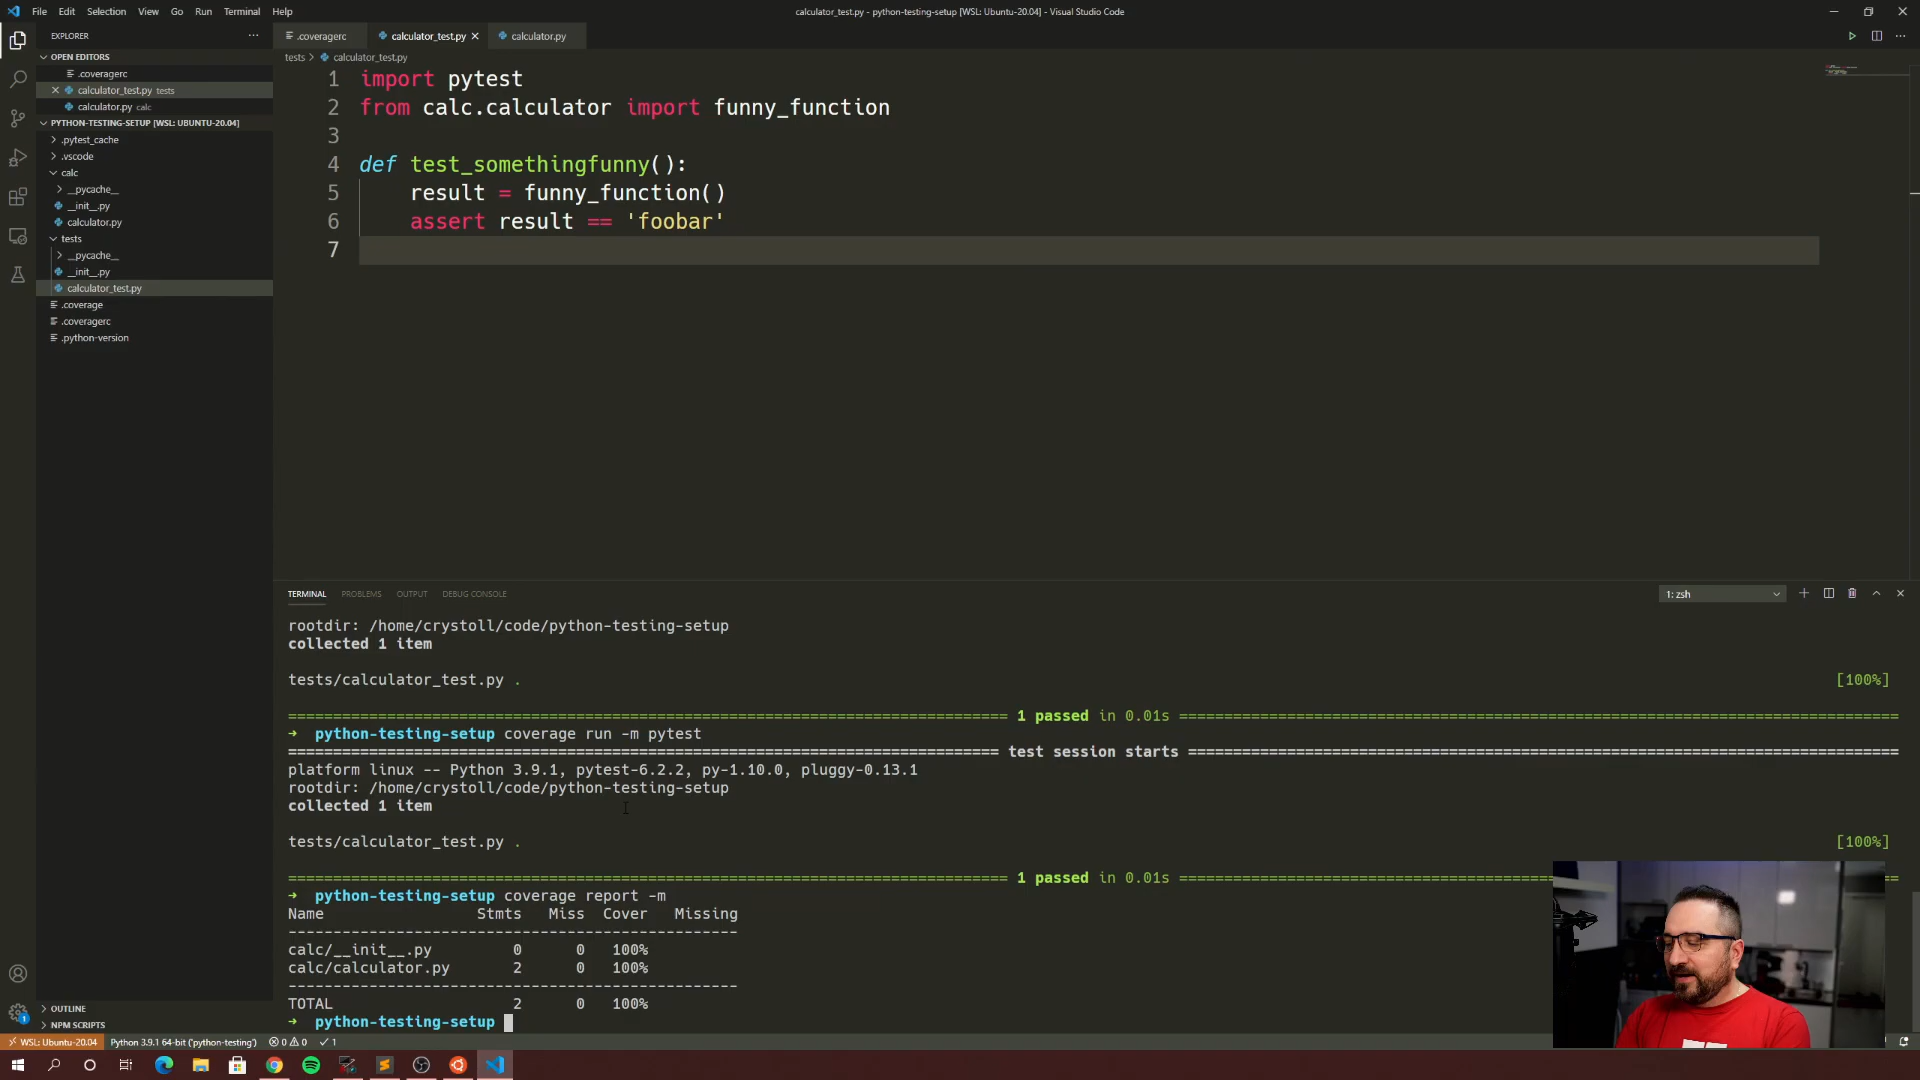 File Edit Selection View Go Run Terminal Help
calculator_test.py - python-testing-setup [WSL: Ubuntu-20.04] - Visual Studio Code
EXPLORER
OPEN EDITORS
.coveragerc
calculator_test.py tests
calculator.py calc
PYTHON-TESTING-SETUP [WSL: UBUNTU-20.04]
.pytest_cache
.vscode
calc
__pycache__
__init__.py
calculator.py
tests
__pycache__
__init__.py
calculator_test.py
.coverage
.coveragerc
.python-version
OUTLINE
NPM SCRIPTS
.coveragerc calculator_test.py calculator.py
tests > calculator_test.py
1 import pytest
2 from calc.calculator import funny_function
3
4 def test_somethingfunny():
5 result = funny_function()
6 assert result == 'foobar'
7
TERMINAL PROBLEMS OUTPUT DEBUG CONSOLE
1: zsh
rootdir: /home/crystoll/code/python-testing-setup
collected 1 item
tests/calculator_test.py . [100%]
1 passed in 0.01s
→ python-testing-setup coverage run -m pytest
test session starts
platform linux -- Python 3.9.1, pytest-6.2.2, py-1.10.0, pluggy-0.13.1
rootdir: /home/crystoll/code/python-testing-setup
collected 1 item
tests/calculator_test.py . [100%]
1 passed in 0.01s
→ python-testing-setup coverage report -m
Name Stmts Miss Cover Missing
calc/__init__.py 0 0 100%
calc/calculator.py 2 0 100%
TOTAL 2 0 100%
→ python-testing-setup
WSL: Ubuntu-20.04 Python 3.9.1 64-bit ('python-testing') 0 0 1